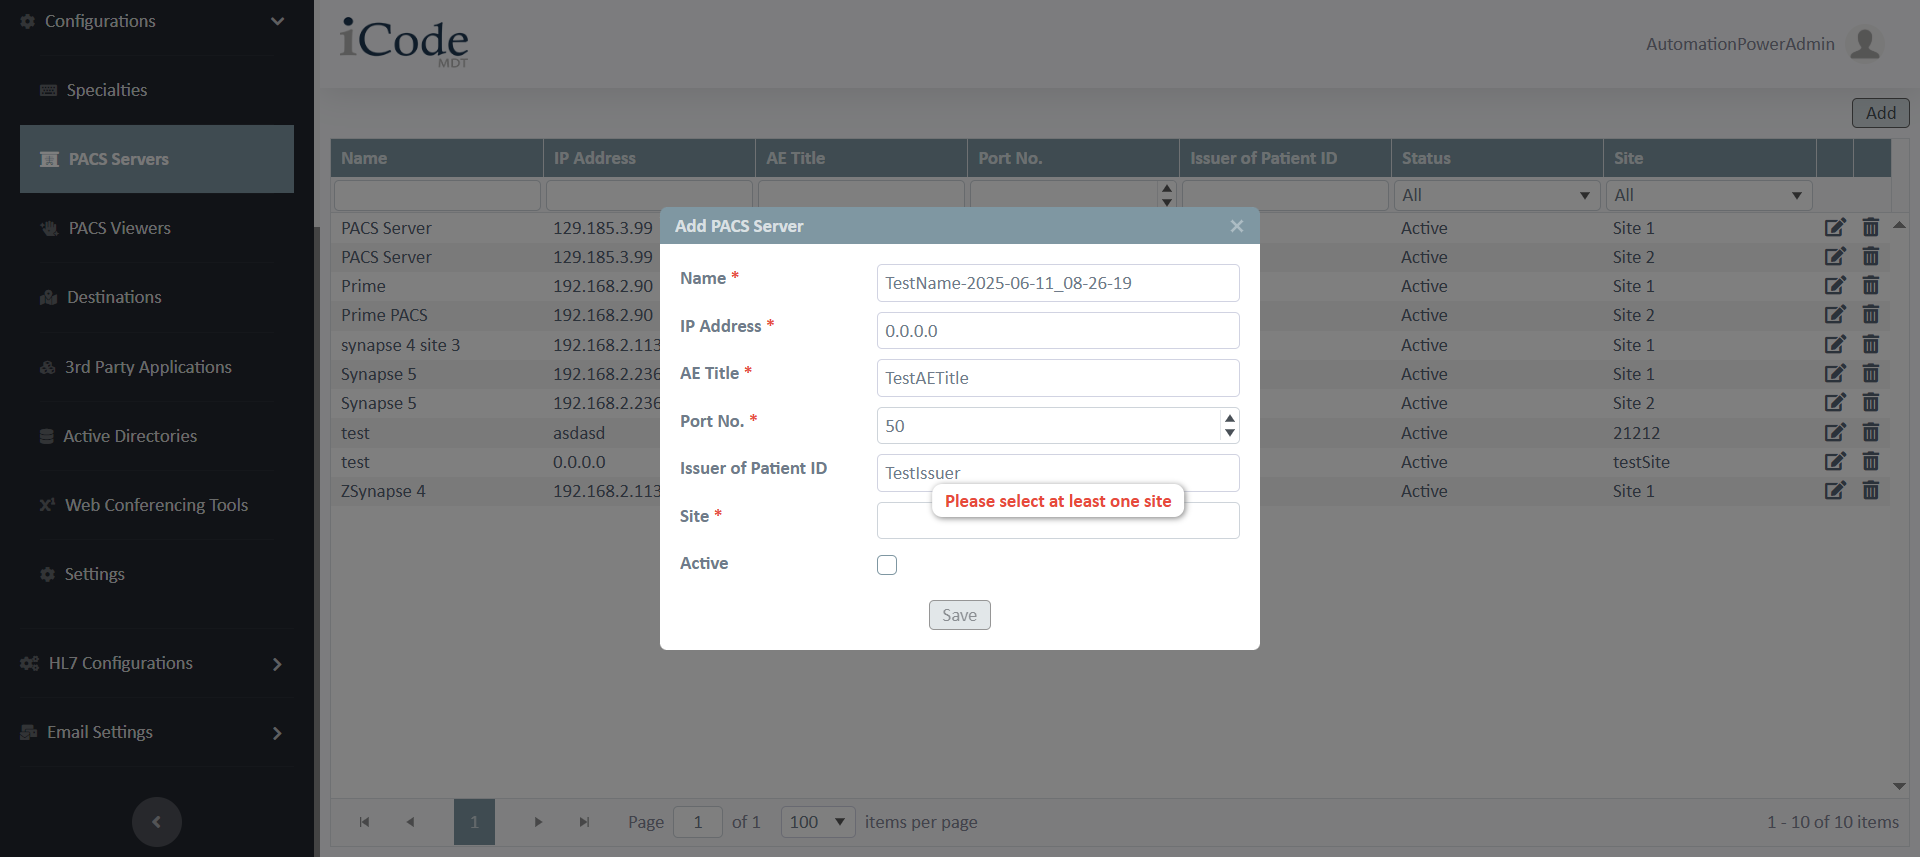 Configurations
Specialties
PACS Servers
PACS Viewers
Destinations
3rd Party Applications
Active Directories
Web Conferencing Tools
Settings
HL7 Configurations
Email Settings
iCode
MDT
AutomationPowerAdmin
Add
Name IP Address AE Title Port No. Issuer of Patient ID Status Site
All All
PACS Server 129.185.3.99 Active Site 1
PACS Server 129.185.3.99 Active Site 2
Prime 192.168.2.90 Active Site 1
Prime PACS 192.168.2.90 Active Site 2
synapse 4 site 3 192.168.2.113 Active Site 1
Synapse 5 192.168.2.236 Active Site 1
Synapse 5 192.168.2.236 Active Site 2
test asdasd Active 21212
test 0.0.0.0 Active testSite
ZSynapse 4 192.168.2.113 Active Site 1
Add PACS Server
Name * TestName-2025-06-11_08-26-19
IP Address * 0.0.0.0
AE Title * TestAETitle
Port No. * 50
Issuer of Patient ID TestIssuer
Please select at least one site
Site *
Active
Save
1 Page 1 of 1 100 items per page 1 - 10 of 10 items